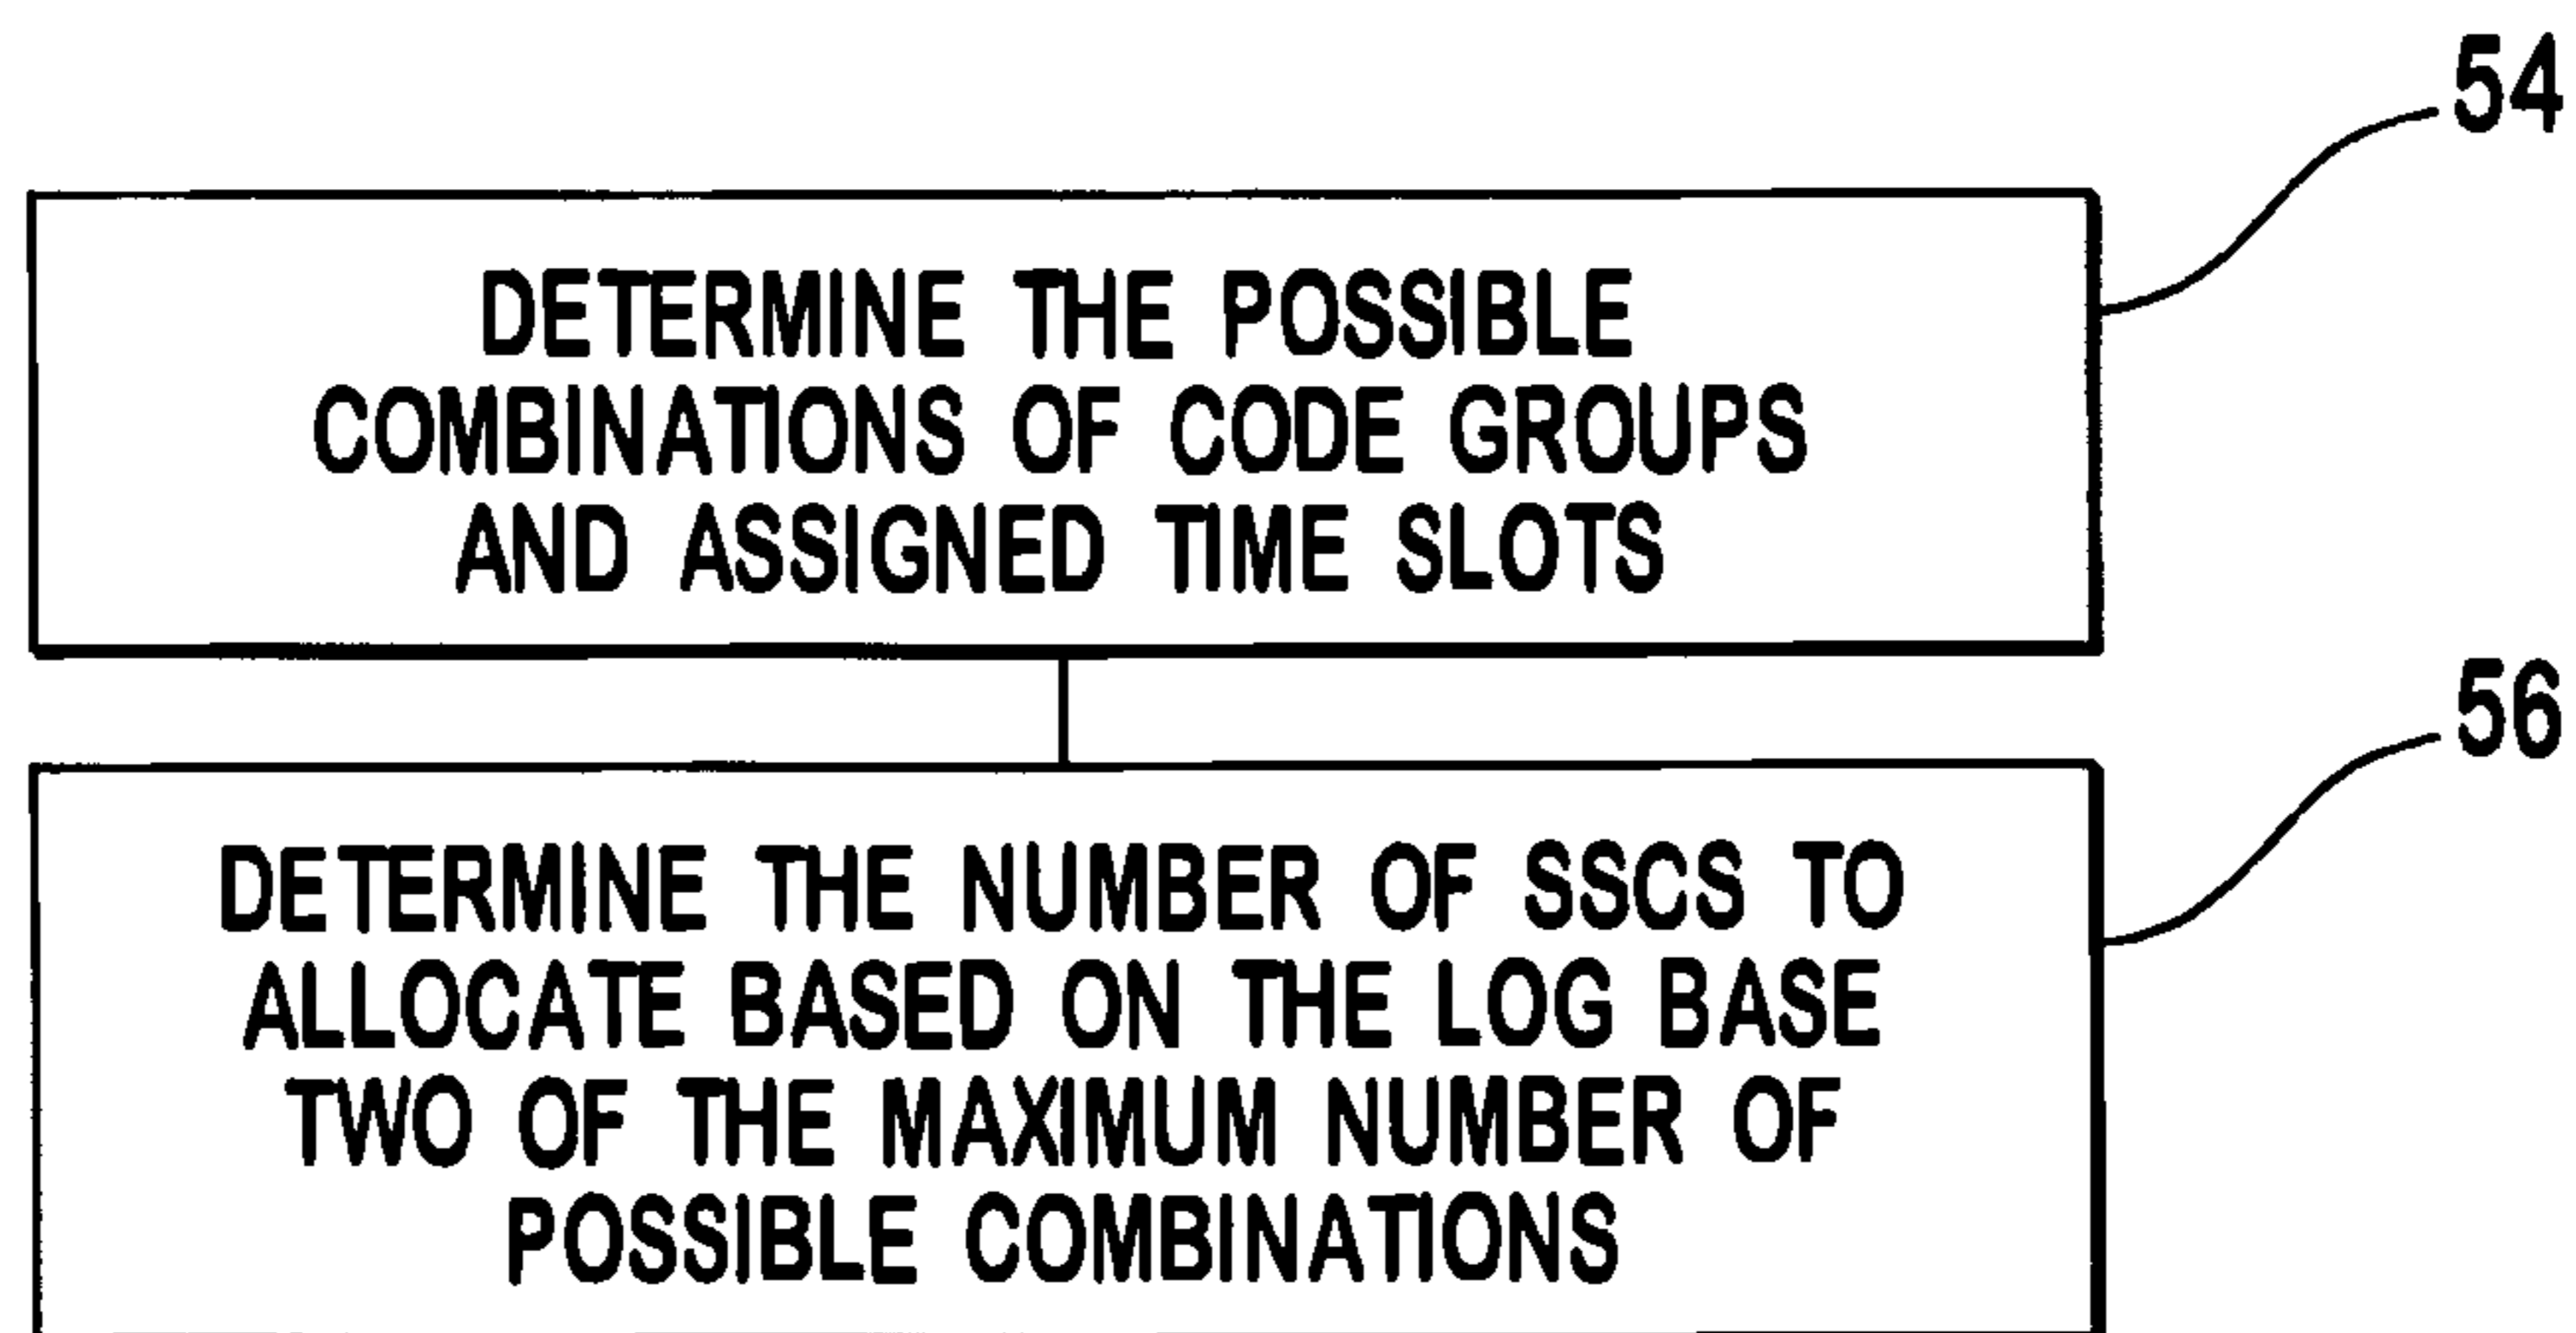 54
DETERMINE THE POSSIBLE
COMBINATIONS OF CODE GROUPS
AND ASSIGNED TIME SLOTS
56
DETERMINE THE NUMBER OF SSCS TO
ALLOCATE BASED ON THE LOG BASE
TWO OF THE MAXIMUM NUMBER OF
POSSIBLE COMBINATIONS